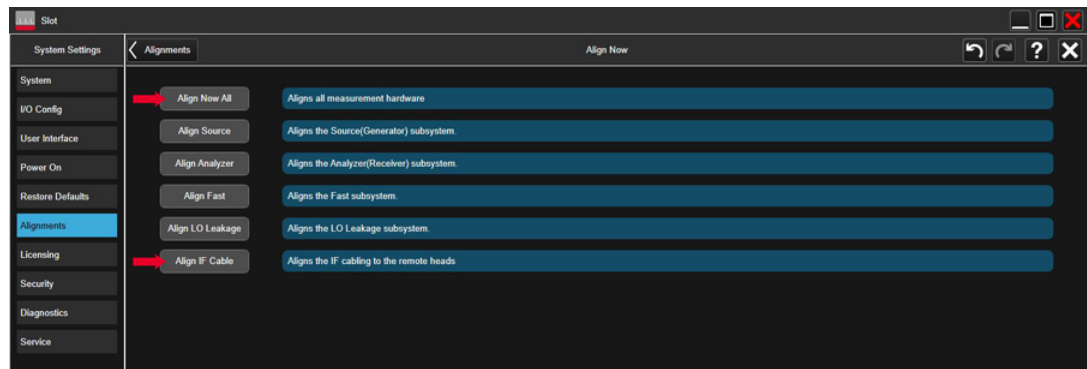 Slot
System Settings
Alignments
Align Now
?
System
I/O Config
User Interface
Power On
Restore Defaults
Alignments
Licensing
Security
Diagnostics
Service
Align Now All
Aligns all measurement hardware
Align Source
Aligns the Source(Generator) subsystem.
Align Analyzer
Aligns the Analyzer(Receiver) subsystem.
Align Fast
Aligns the Fast subsystem.
Align LO Leakage
Aligns the LO Leakage subsystem.
Align IF Cable
Aligns the IF cabling to the remote heads